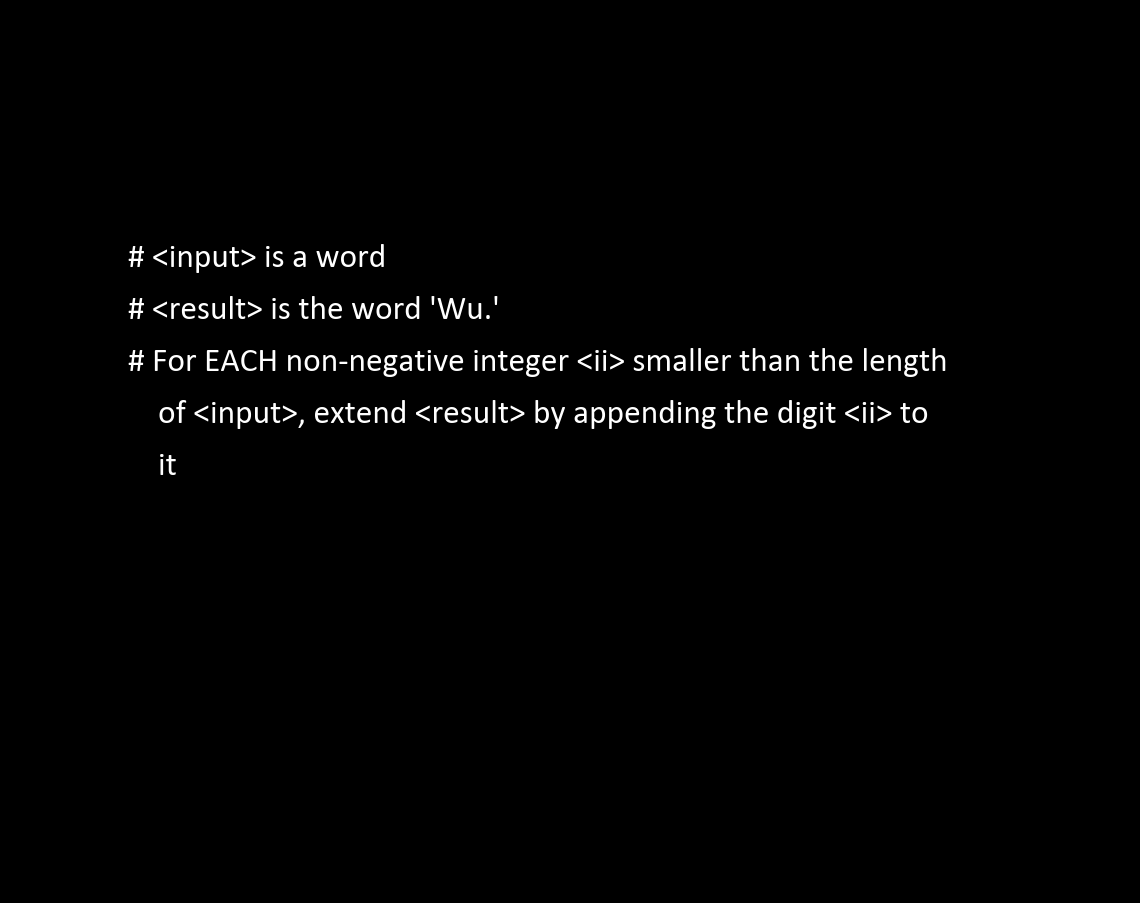 # <input> is a word
# <result> is the word 'Wu.'
# For EACH non-negative integer <ii> smaller than the length
of <input>, extend <result> by appending the digit <ii> to
it